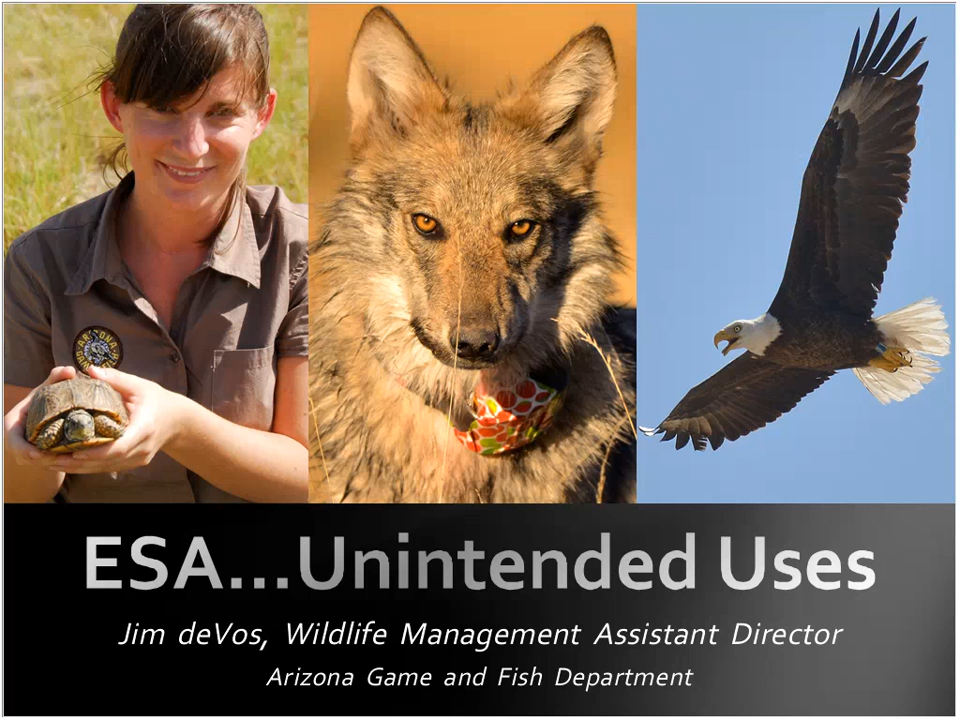 ESA...Unintended Uses
Jim deVos, Wildlife Management Assistant Director
Arizona Game and Fish Department